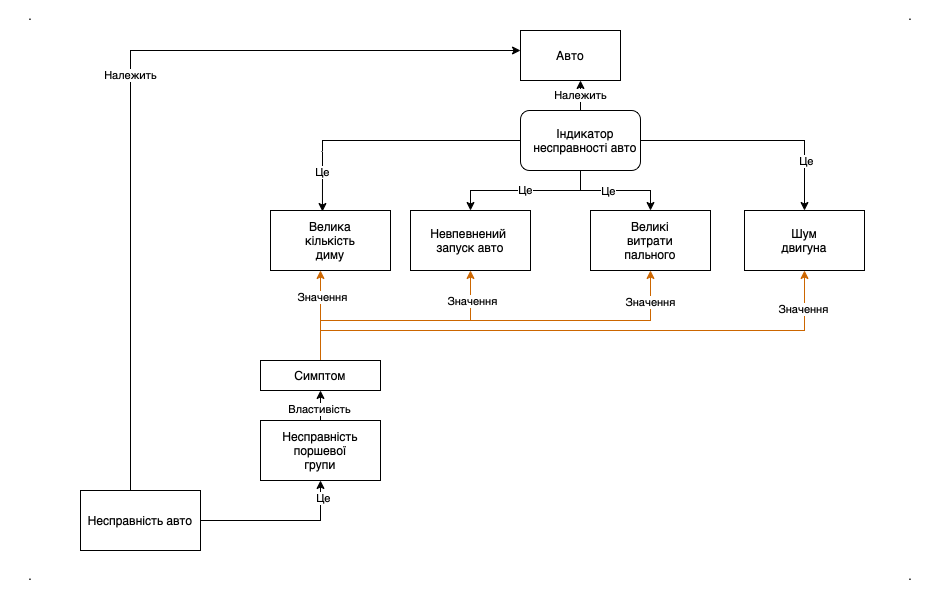 Авто
Належить
Належить
Індикатор
несправності авто
Це
Це
Це
Це
Велика
кількість
диму
Невпевнений
запуск авто
Великі
витрати
пального
Шум
двигуна
Значення
Значення
Значення
Значення
Симптом
Властивість
Несправність
поршевої
групи
Це
Несправність авто